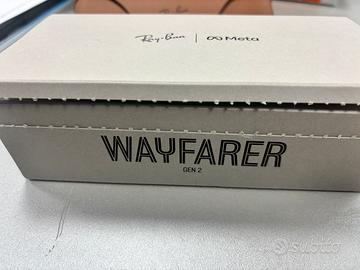 Ray-Ban | Meta
WAYFARER
GEN 2
subito